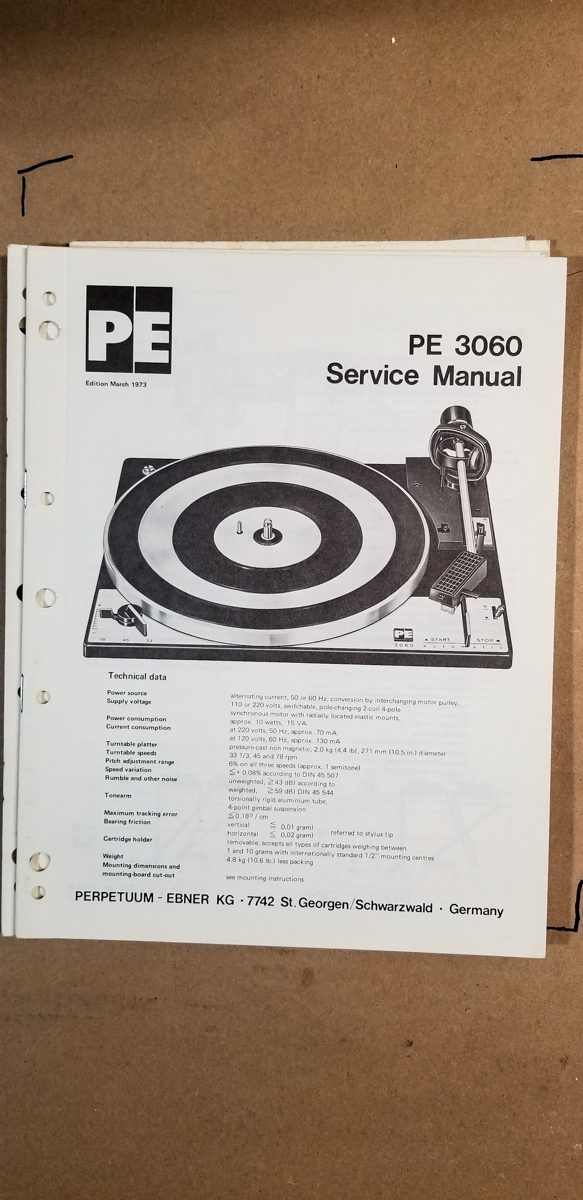 PE
Edition March 1973
PE 3060
Service Manual
78 45 33
PE
3060
▲ START STOP ●
automatic
Technical data
Power source alternating current, 50 or 60 Hz, conversion by interchanging motor pulley,
Supply voltage 110 or 220 volts, switchable, pole-changing 2-coil 4-pole
synchronous motor with radially located elastic mounts,
Power consumption approx. 10 watts, 15 VA
Current consumption at 220 volts, 50 Hz, approx. 70 mA
at 120 volts, 60 Hz, approx. 130 mA
Turntable platter pressure-cast non magnetic, 2.0 kg (4.4 lb), 271 mm (10.5 in.) diameter
Turntable speeds 33 1/3, 45 and 78 rpm
Pitch adjustment range 6% on all three speeds (approx. 1 semitone)
Speed variation ≦ + 0,08% according to DIN 45 507
Rumble and other noise unweighted, ≧ 43 dB) according to
weighted, ≧ 59 dB) DIN 45 544
Tonearm torsionally rigid aluminium tube,
4-point gimbal suspension
Maximum tracking error ≦ 0.18° / cm
Bearing friction vertical ≦ 0,01 gram)
horizontal ≦ 0,02 gram) referred to stylus tip
Cartridge holder removable, accepts all types of cartridges weighing between
1 and 10 grams with internationally standard 1/2" mounting centres
Weight 4.8 kg (10.6 lb.) less packing
Mounting dimensions and
mounting-board cut-out see mounting instructions
PERPETUUM - EBNER KG · 7742 St. Georgen/Schwarzwald · Germany